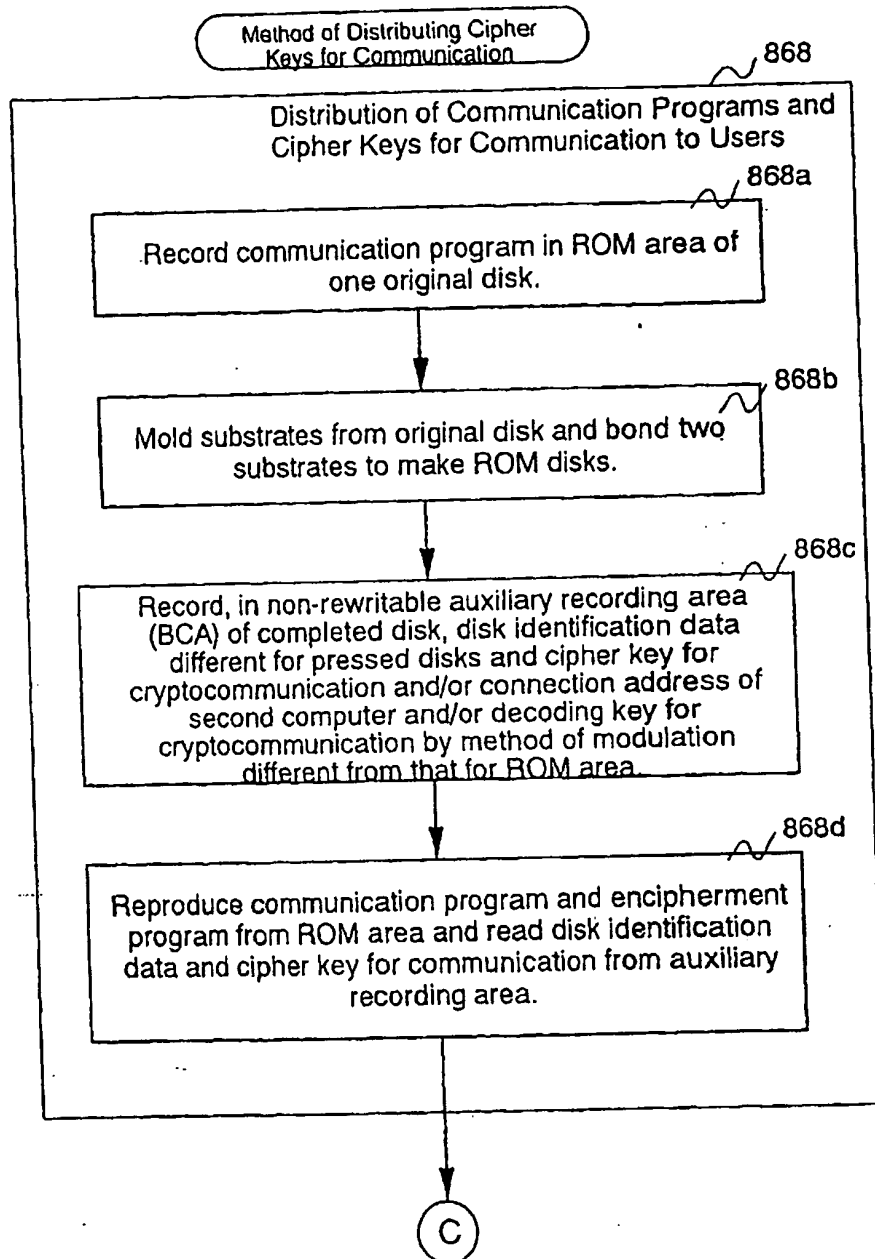 Method of Distributing Cipher
Keys for Communication
868
Distribution of Communication Programs and
Cipher Keys for Communication to Users
868a
Record communication program in ROM area of
one original disk.
868b
Mold substrates from original disk and bond two
substrates to make ROM disks.
868c
Record, in non-rewritable auxiliary recording area
(BCA) of completed disk, disk identification data
different for pressed disks and cipher key for
cryptocommunication and/or connection address of
second computer and/or decoding key for
cryptocommunication by method of modulation
different from that for ROM area.
868d
Reproduce communication program and encipherment
program from ROM area and read disk identification
data and cipher key for communication from auxiliary
recording area.
C